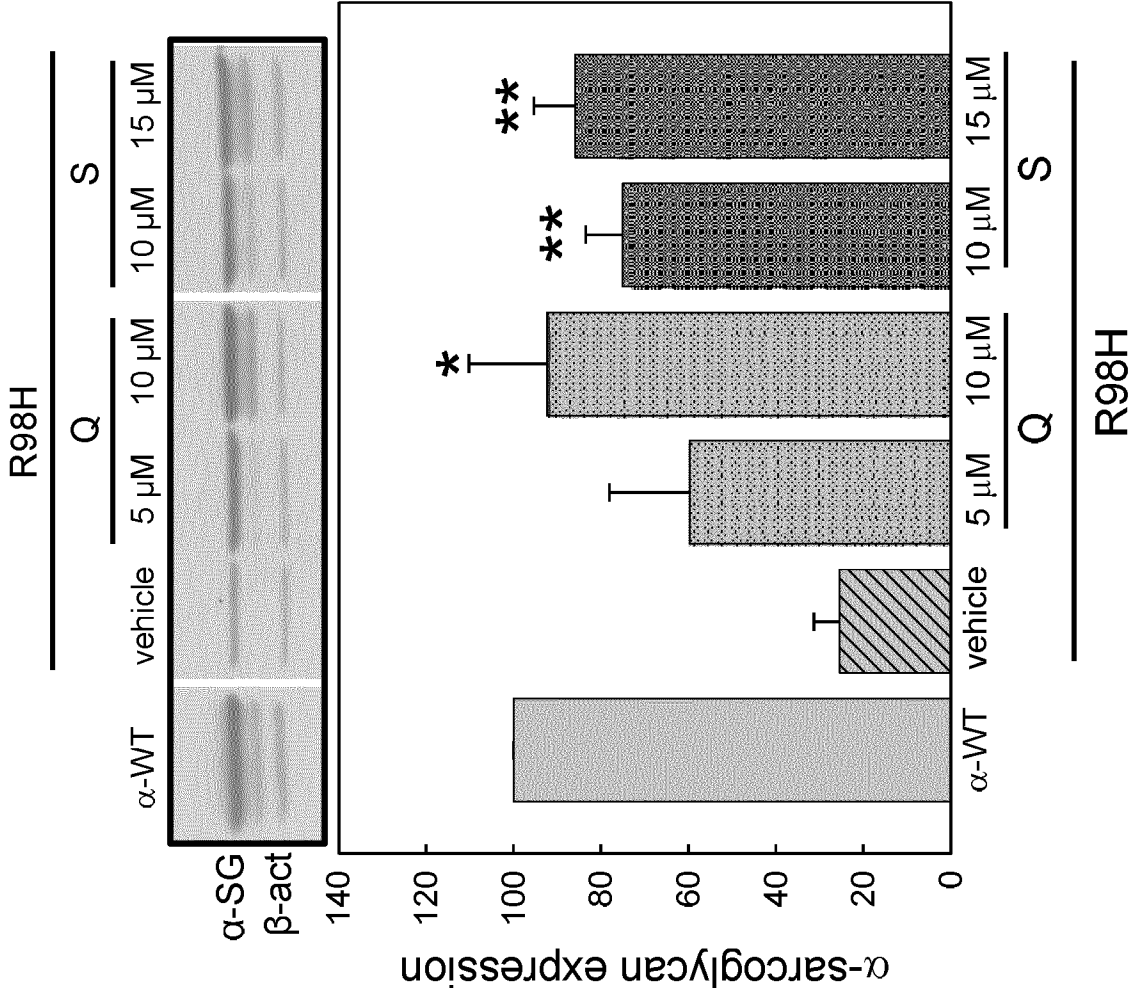 R98H
Q S
α-WT vehicle 5 µM 10 µM 10 µM 15 µM
α-SG
β-act
α-sarcoglycan expression
140
120
100
80
60
40
20
0
* ** **
α-WT vehicle 5 µM 10 µM 10 µM 15 µM
Q S
R98H